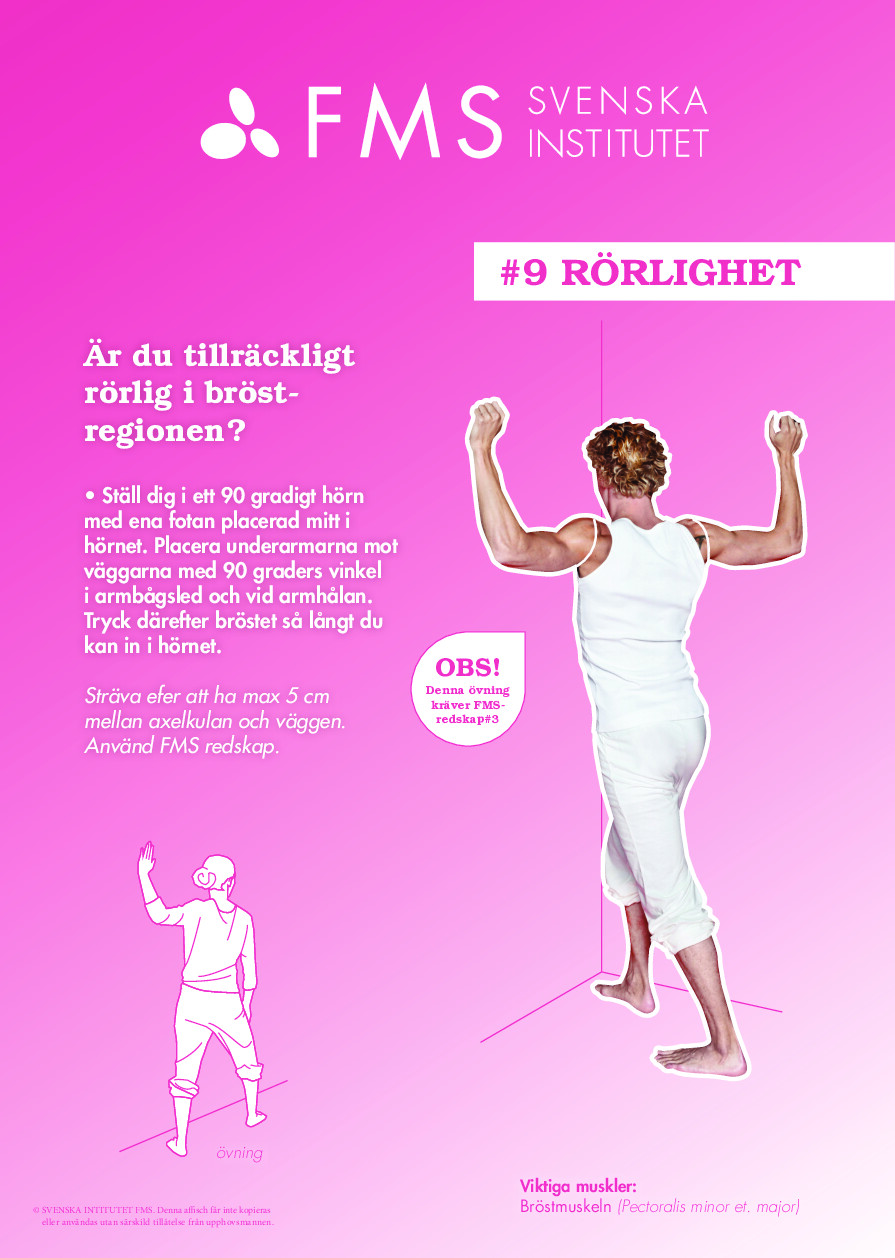 FMS SVENSKA
INSTITUTET
#9 RÖRLIGHET
Är du tillräckligt
rörlig i bröst-
regionen?
• Ställ dig i ett 90 gradigt hörn
med ena fotan placerad mitt i
hörnet. Placera underarmarna mot
väggarna med 90 graders vinkel
i armbågsled och vid armhålan.
Tryck därefter bröstet så långt du
kan in i hörnet.
Sträva efer att ha max 5 cm
mellan axelkulan och väggen.
Använd FMS redskap.
OBS!
Denna övning
kräver FMS-
redskap#3
övning
Viktiga muskler:
Bröstmuskeln (Pectoralis minor et. major)
© SVENSKA INTITUTET FMS. Denna affisch får inte kopieras
eller användas utan särskild tillåtelse från upphovsmannen.